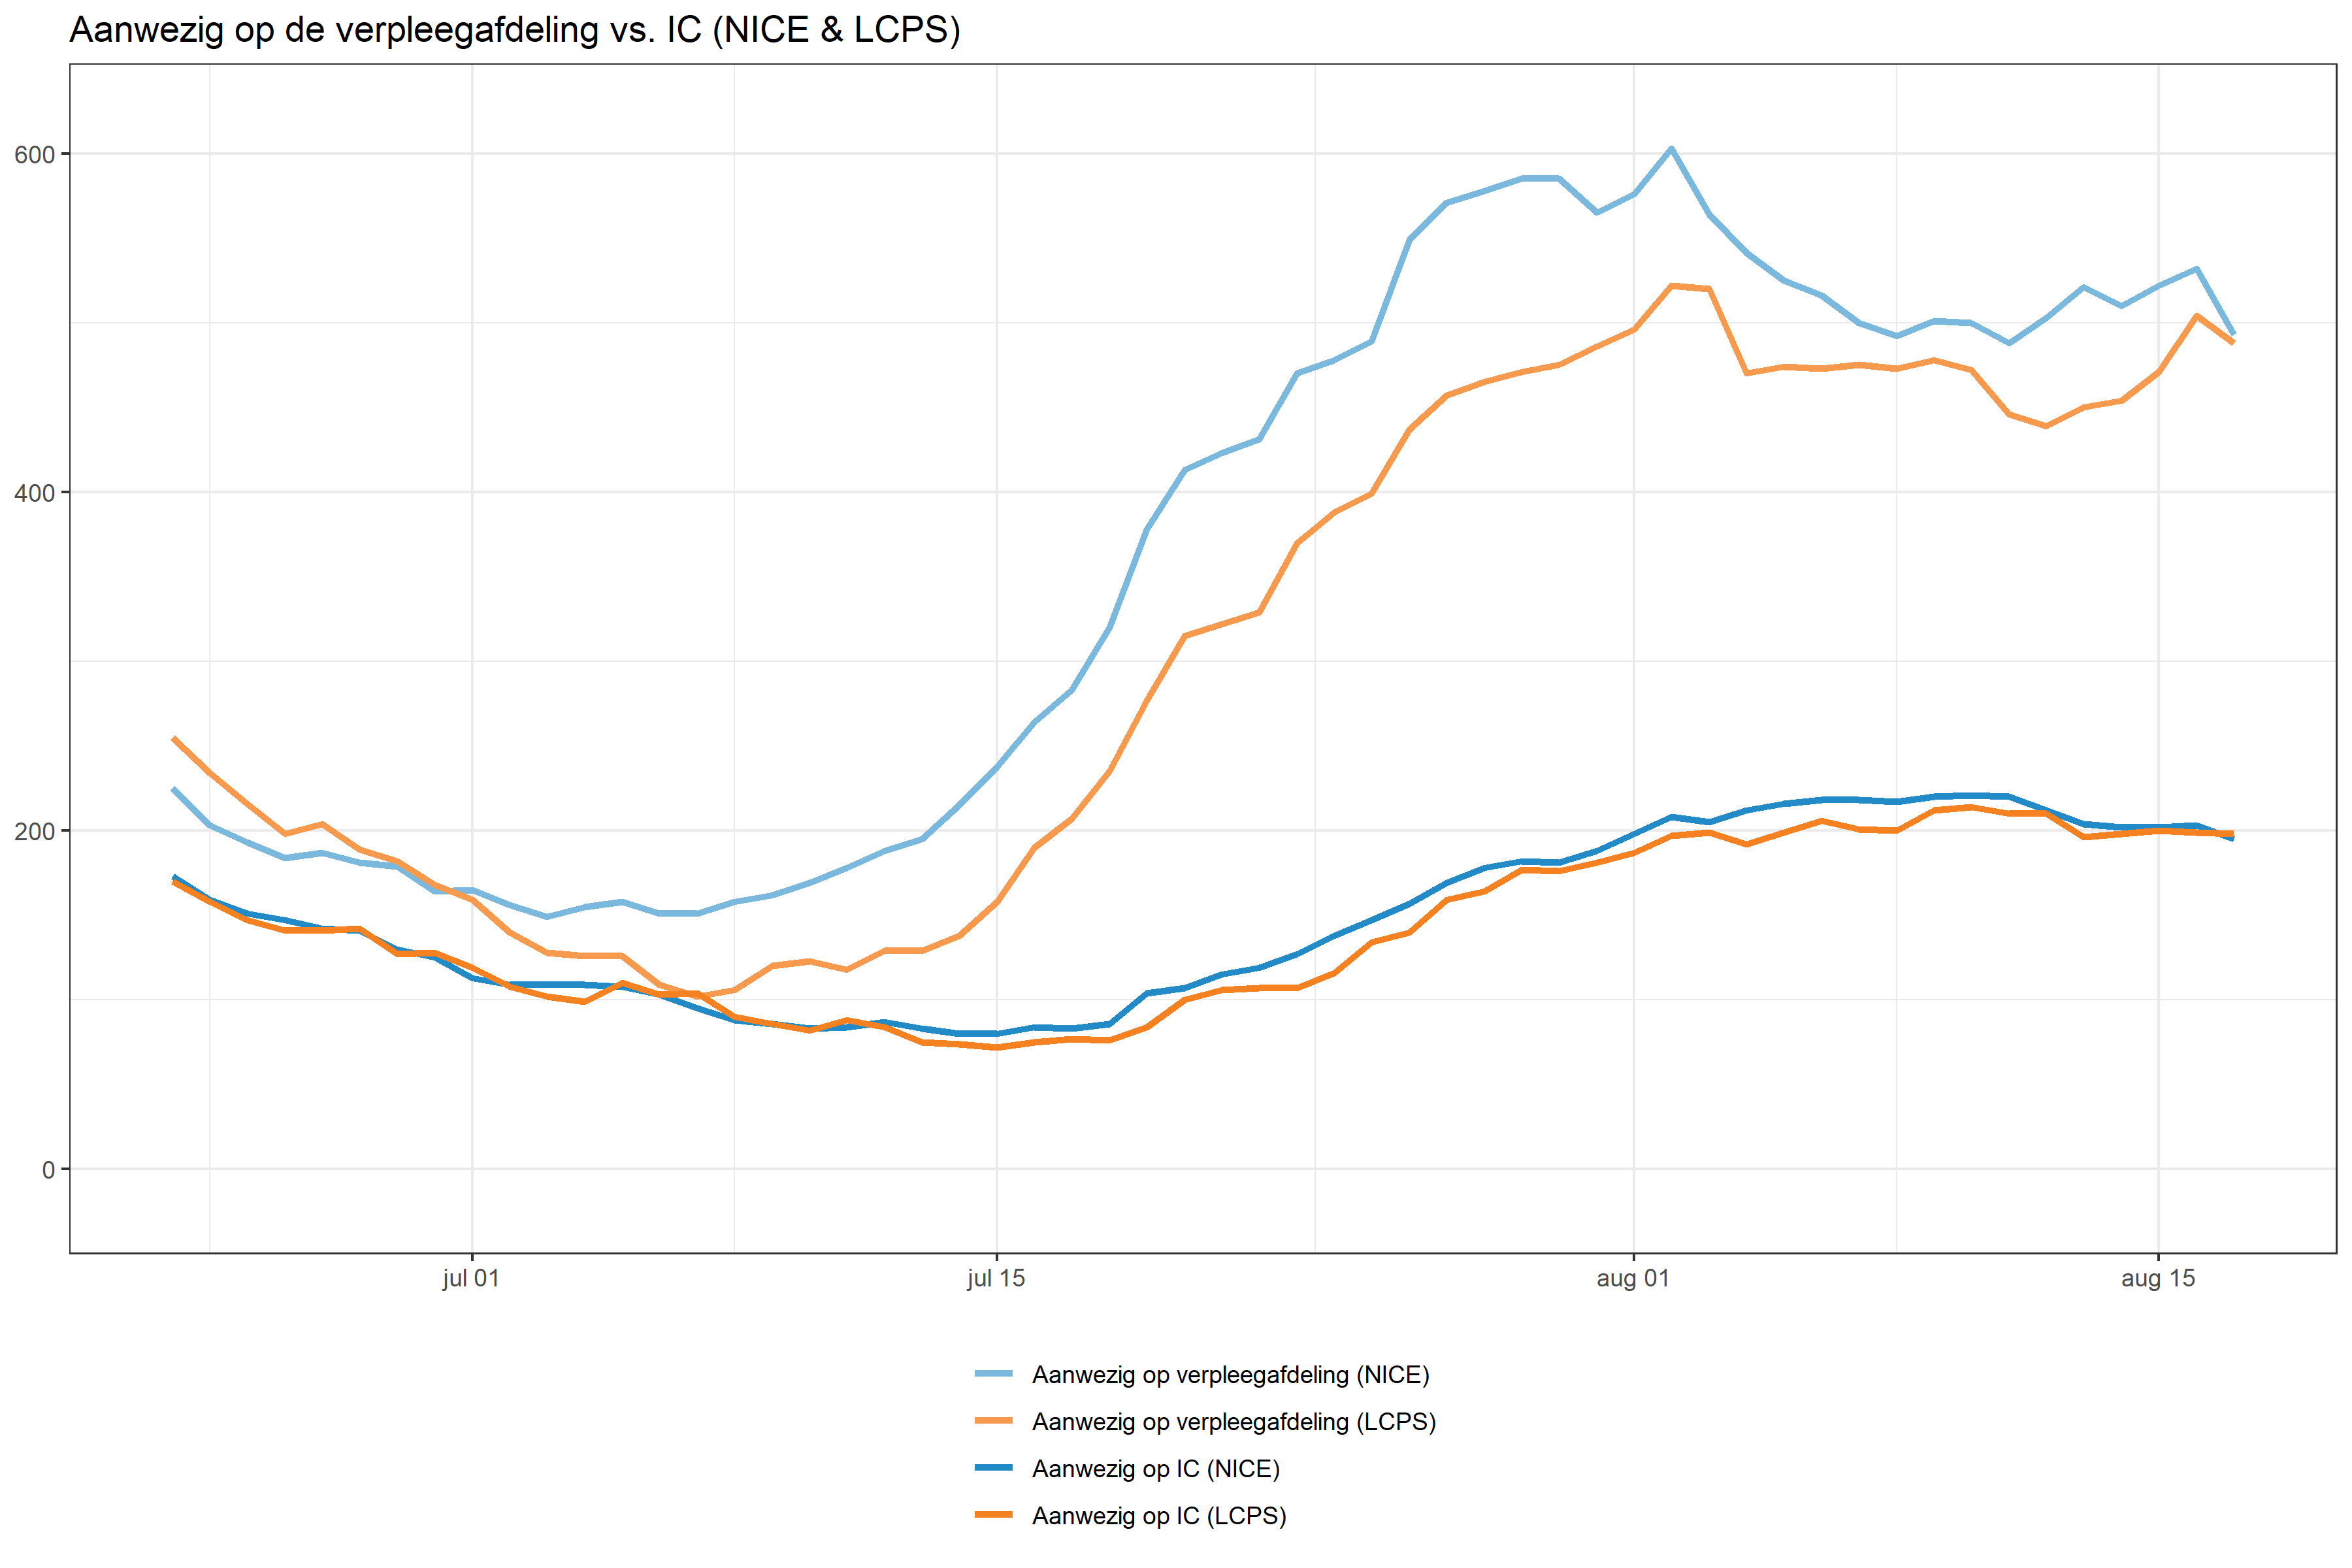 Aanwezig op de verpleegafdeling vs. IC (NICE & LCPS)
600
400
200
0
jul 01 jul 15 aug 01 aug 15
Aanwezig op verpleegafdeling (NICE)
Aanwezig op verpleegafdeling (LCPS)
Aanwezig op IC (NICE)
Aanwezig op IC (LCPS)